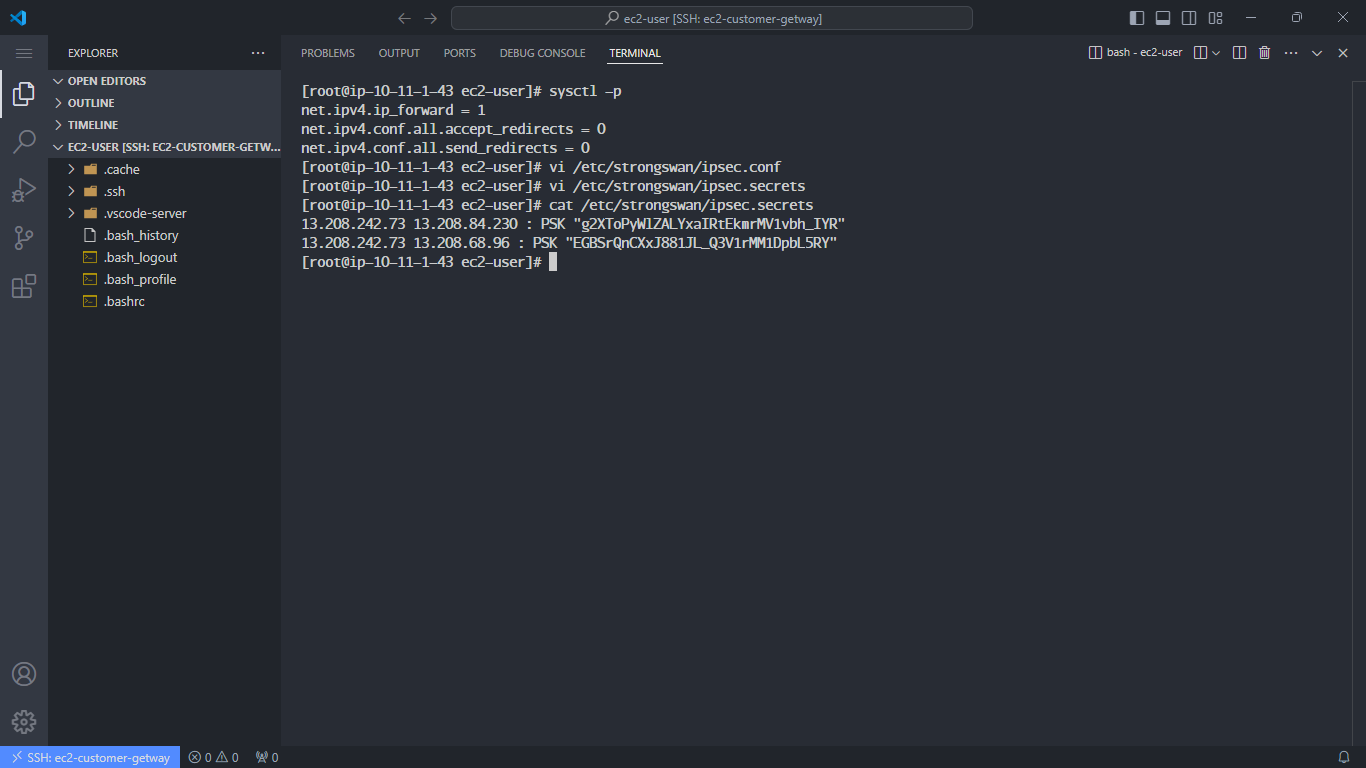 ec2-user [SSH: ec2-customer-getway]
EXPLORER
PROBLEMS OUTPUT PORTS DEBUG CONSOLE TERMINAL
bash - ec2-user
OPEN EDITORS
OUTLINE
TIMELINE
EC2-USER [SSH: EC2-CUSTOMER-GETW...
.cache
.ssh
.vscode-server
.bash_history
.bash_logout
.bash_profile
.bashrc
[root@ip-10-11-1-43 ec2-user]# sysctl -p
net.ipv4.ip_forward = 1
net.ipv4.conf.all.accept_redirects = 0
net.ipv4.conf.all.send_redirects = 0
[root@ip-10-11-1-43 ec2-user]# vi /etc/strongswan/ipsec.conf
[root@ip-10-11-1-43 ec2-user]# vi /etc/strongswan/ipsec.secrets
[root@ip-10-11-1-43 ec2-user]# cat /etc/strongswan/ipsec.secrets
13.208.242.73 13.208.84.230 : PSK "g2XToPyWlZALYxaIRtEkmrMV1vbh_IYR"
13.208.242.73 13.208.68.96 : PSK "EGBSrQnCXxJ881JL_Q3V1rMM1DpbL5RY"
[root@ip-10-11-1-43 ec2-user]#
SSH: ec2-customer-getway 0 0 0